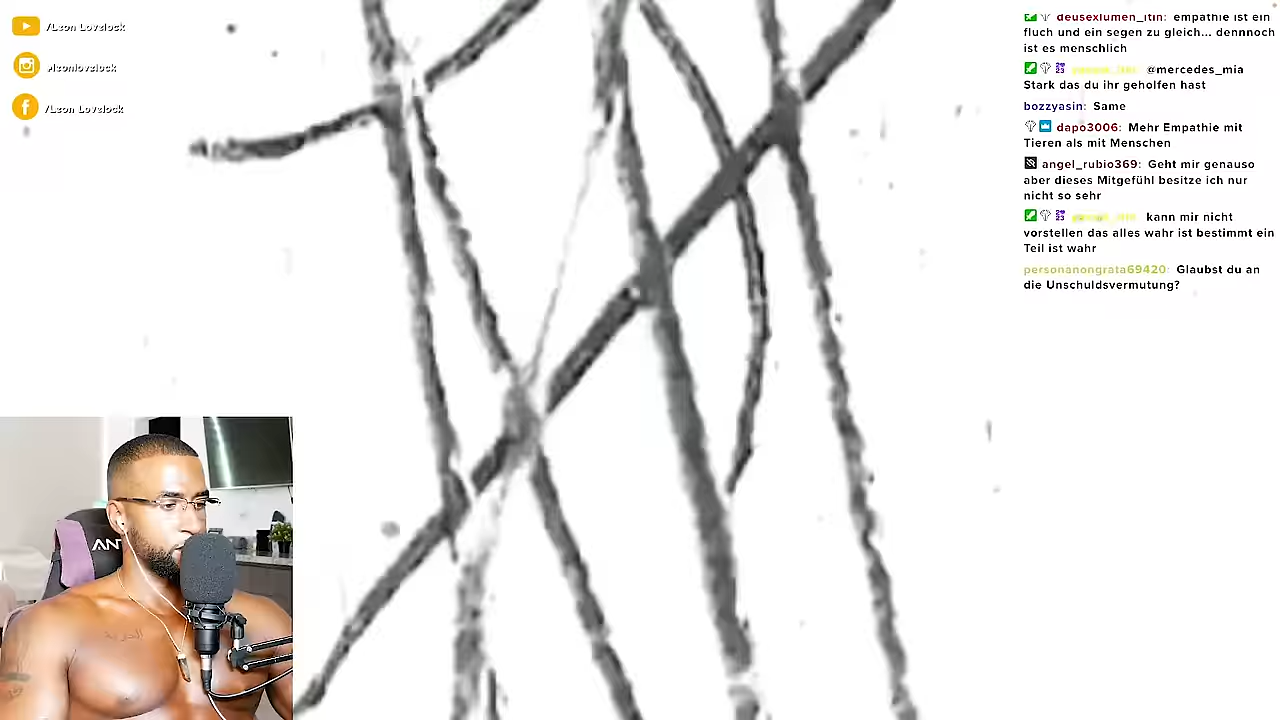 /Leon Lovelock
/leonlovelock
/Leon Lovelock
deusexlumen_itin: empathie ist ein
fluch und ein segen zu gleich... dennnoch
ist es menschlich
@mercedes_mia
Stark das du ihr geholfen hast
bozzyasin: Same
dapo3006: Mehr Empathie mit
Tieren als mit Menschen
angel_rubio369: Geht mir genauso
aber dieses Mitgefühl besitze ich nur
nicht so sehr
kann mir nicht
vorstellen das alles wahr ist bestimmt ein
Teil ist wahr
personanongrata69420: Glaubst du an
die Unschuldsvermutung?
AN
الحرية